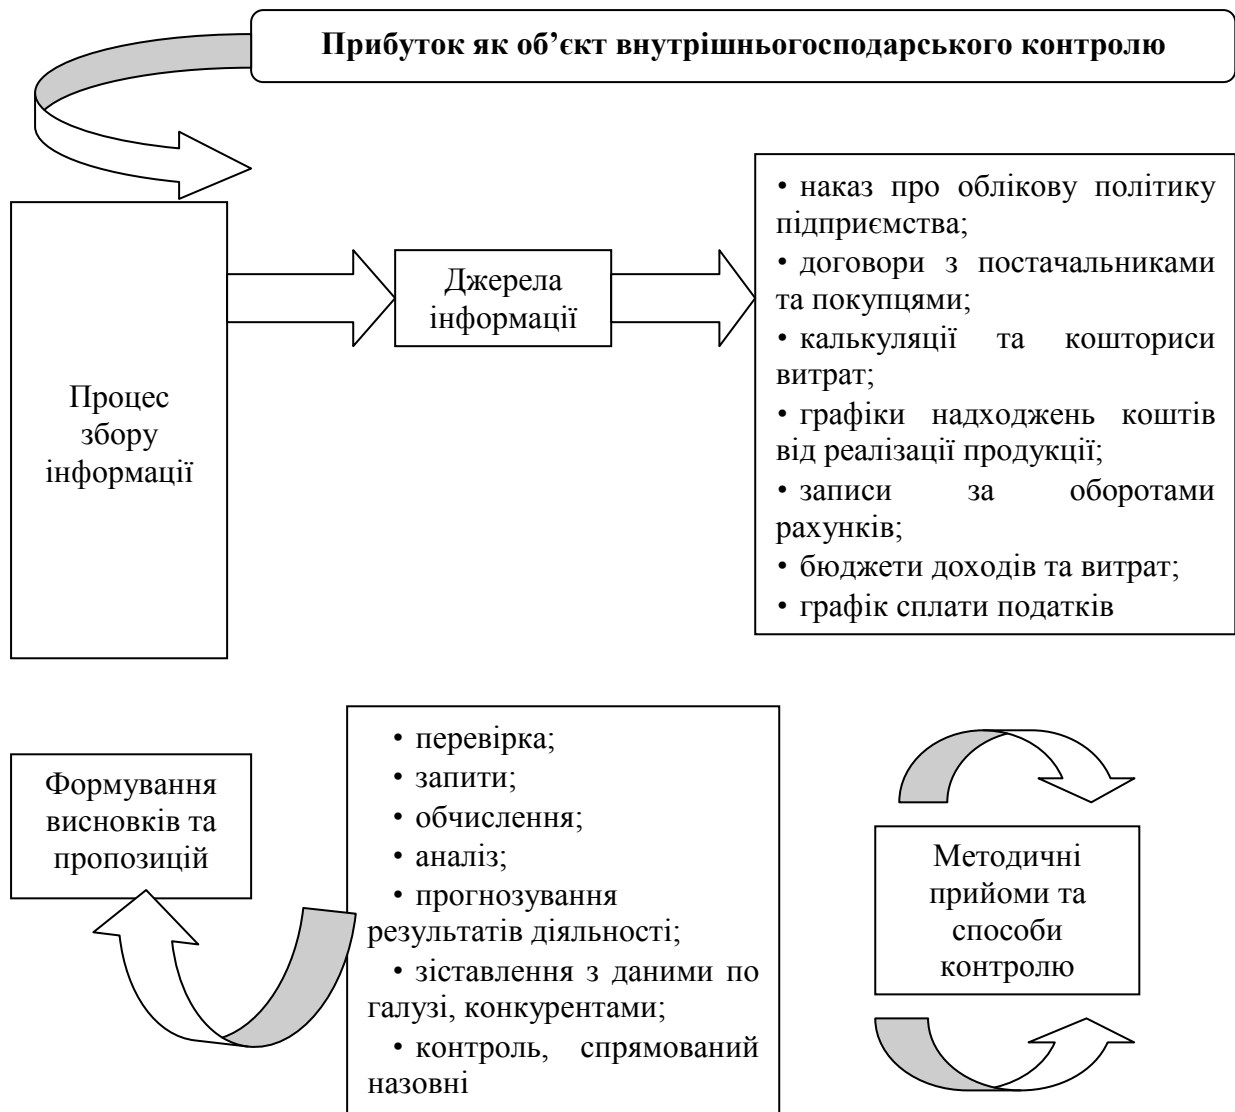 Прибуток як об’єкт внутрішньогосподарського контролю
Процес
збору
інформації
Джерела
інформації
• наказ про облікову політику
підприємства;
• договори з постачальниками
та покупцями;
• калькуляції та кошториси
витрат;
• графіки надходжень коштів
від реалізації продукції;
• записи за оборотами
рахунків;
• бюджети доходів та витрат;
• графік сплати податків
Формування
висновків та
пропозицій
• перевірка;
• запити;
• обчислення;
• аналіз;
• прогнозування
результатів діяльності;
• зіставлення з даними по
галузі, конкурентами;
• контроль, спрямований
назовні
Методичні
прийоми та
способи
контролю